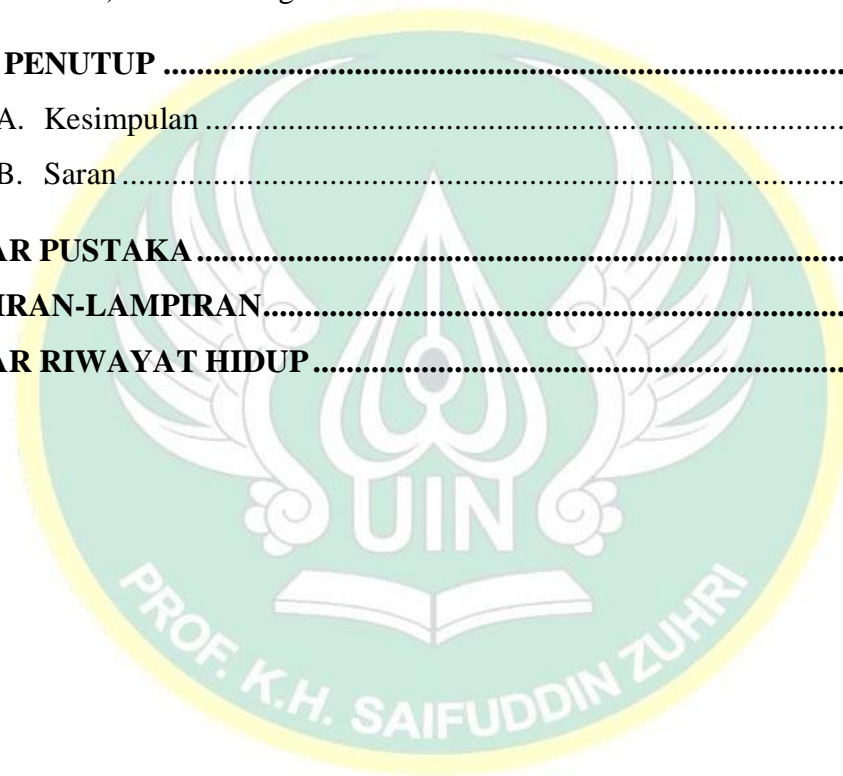 PENUTUP ..........................................................................................
A. Kesimpulan ..........................................................................................
B. Saran ..........................................................................................
AR PUSTAKA ..........................................................................................
IRAN-LAMPIRAN ..........................................................................................
AR RIWAYAT HIDUP ..........................................................................................
UIN
PROF. K.H. SAIFUDDIN ZUHRI